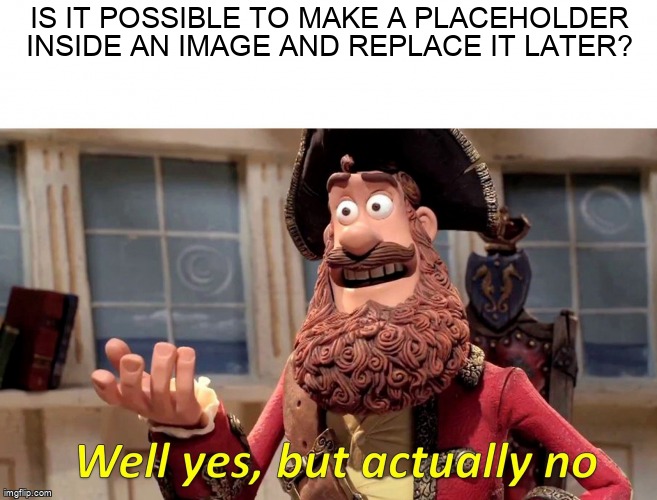 IS IT POSSIBLE TO MAKE A PLACEHOLDER
INSIDE AN IMAGE AND REPLACE IT LATER?
Well yes, but actually no
imgflip.com